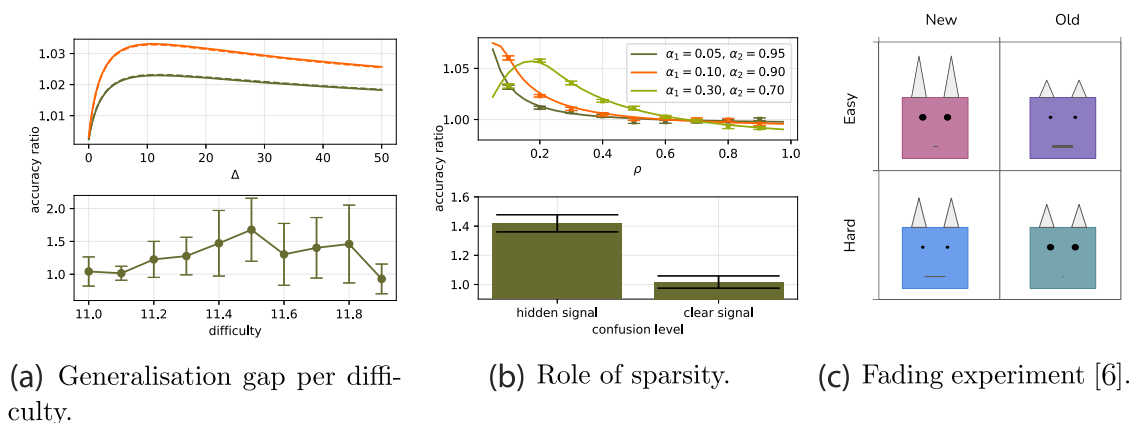 accuracy ratio
1.03
1.02
1.01
0
10
20
30
40
50
Δ
2.0
1.5
1.0
11.0
11.2
11.4
11.6
11.8
difficulty
(a) Generalisation gap per diffi-
culty.
accuracy ratio
1.05
1.00
α₁ = 0.05, α₂ = 0.95
α₁ = 0.10, α₂ = 0.90
α₁ = 0.30, α₂ = 0.70
0.2
0.4
0.6
0.8
1.0
ρ
1.6
1.4
1.2
1.0
hidden signal
clear signal
confusion level
(b) Role of sparsity.
New
Old
Easy
Hard
(c) Fading experiment [6].